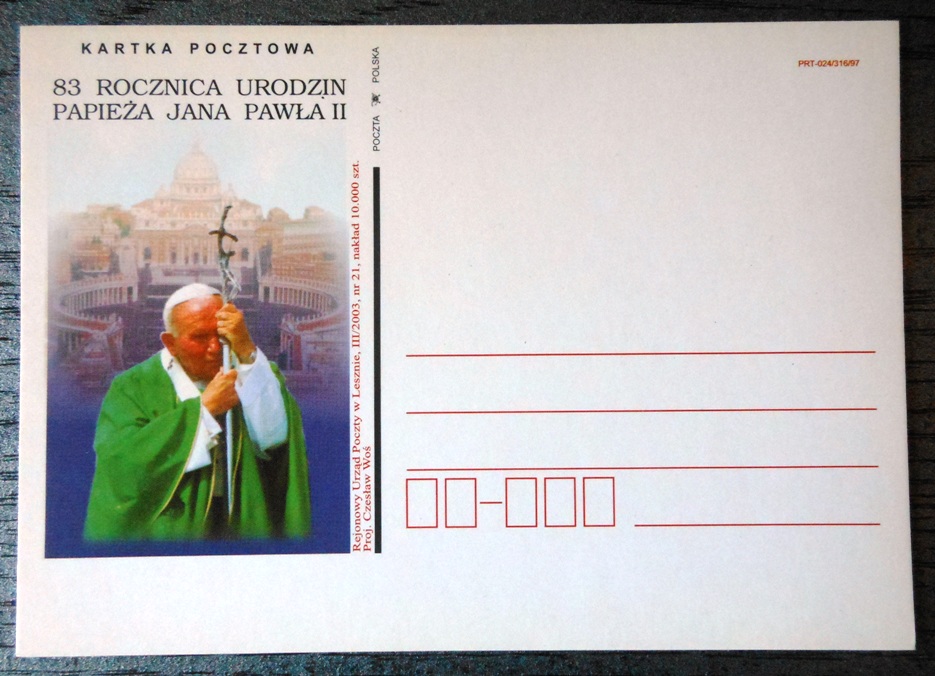 KARTKA POCZTOWA
83 ROCZNICA URODZIN
PAPIEŻA JANA PAWŁA II
Rejonowy Urząd Poczty w Lesznie, III/2003, nr 21, nakład 10.000 szt.
Proj. Czesław Woś
POCZTA POLSKA
PRT-024/316/97